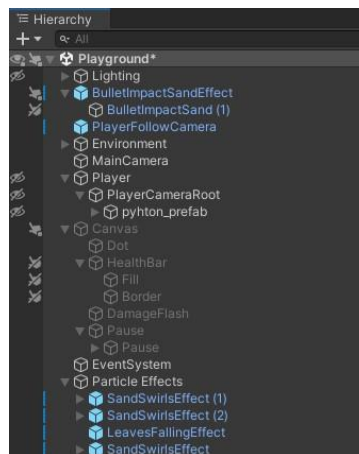 Hierarchy
All
Playground*
Lighting
BulletImpactSandEffect
BulletImpactSand (1)
PlayerFollowCamera
Environment
MainCamera
Player
PlayerCameraRoot
pyhton_prefab
Canvas
Dot
HealthBar
Fill
Border
DamageFlash
Pause
Pause
EventSystem
Particle Effects
SandSwirlsEffect (1)
SandSwirlsEffect (2)
LeavesFallingEffect
SandSwirlsEffect